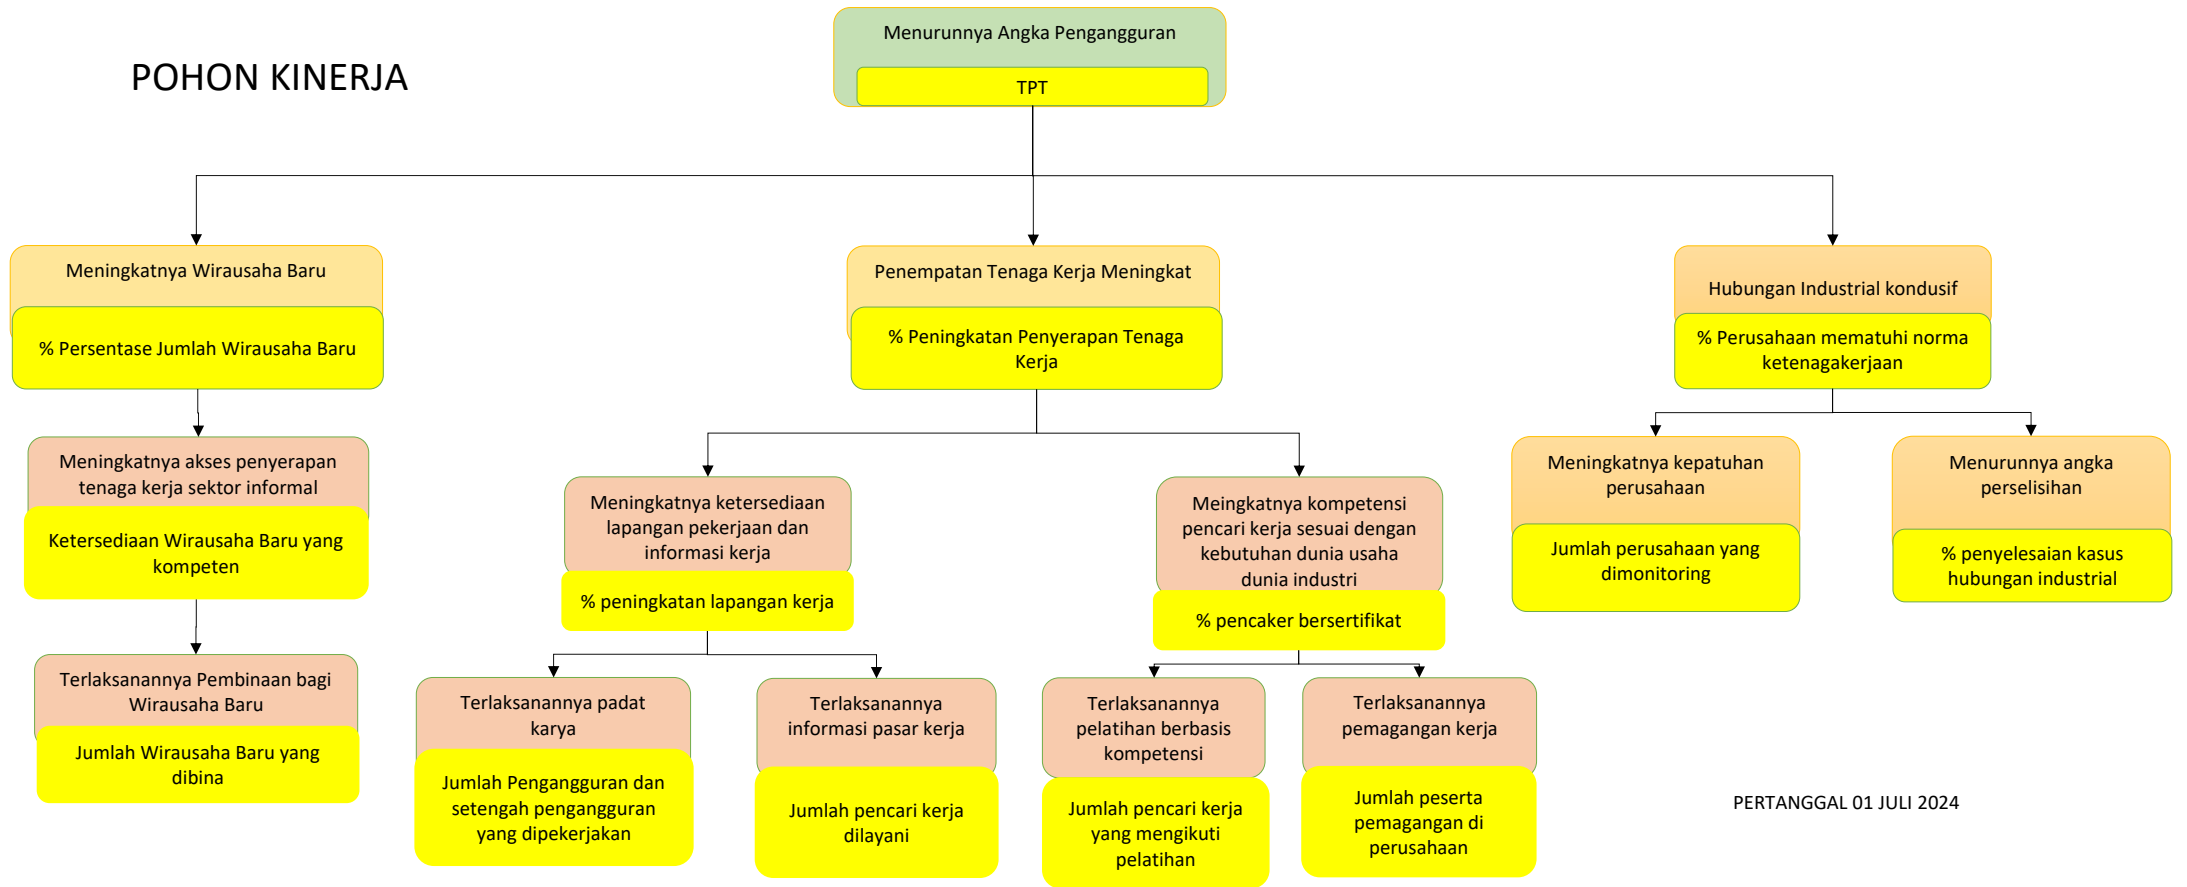 POHON KINERJA
Menurunnya Angka Pengangguran
TPT
Meningkatnya Wirausaha Baru
% Persentase Jumlah Wirausaha Baru
Penempatan Tenaga Kerja Meningkat
% Peningkatan Penyerapan Tenaga
Kerja
Hubungan Industrial kondusif
% Perusahaan mematuhi norma
ketenagakerjaan
Meningkatnya akses penyerapan
tenaga kerja sektor informal
Ketersediaan Wirausaha Baru yang
kompeten
Meningkatnya ketersediaan
lapangan pekerjaan dan
informasi kerja
% peningkatan lapangan kerja
Meingkatnya kompetensi
pencari kerja sesuai dengan
kebutuhan dunia usaha
dunia industri
% pencaker bersertifikat
Meningkatnya kepatuhan
perusahaan
Jumlah perusahaan yang
dimonitoring
Menurunnya angka
perselisihan
% penyelesaian kasus
hubungan industrial
Terlaksanannya Pembinaan bagi
Wirausaha Baru
Jumlah Wirausaha Baru yang
dibina
Terlaksanannya padat
karya
Jumlah Pengangguran dan
setengah pengangguran
yang dipekerjakan
Terlaksanannya
informasi pasar kerja
Jumlah pencari kerja
dilayani
Terlaksanannya
pelatihan berbasis
kompetensi
Jumlah pencari kerja
yang mengikuti
pelatihan
Terlaksanannya
pemagangan kerja
Jumlah peserta
pemagangan di
perusahaan
PERTANGGAL 01 JULI 2024